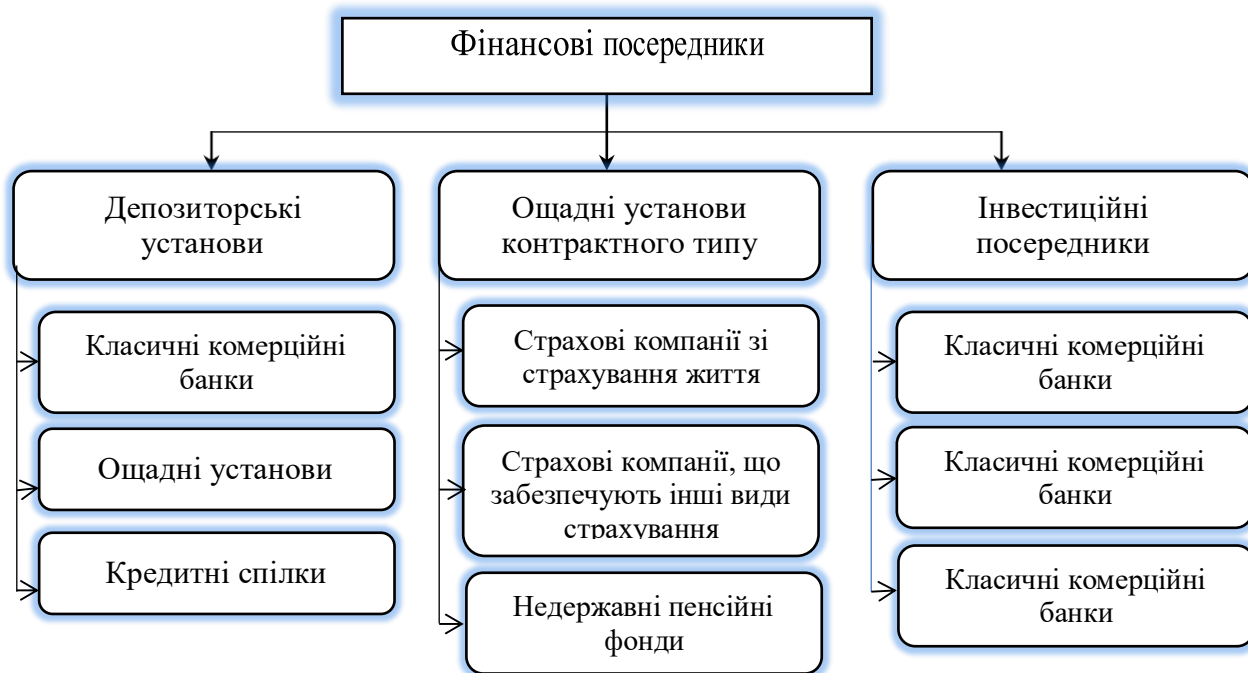 Фінансові посередники
Депозиторські
установи
Класичні комерційні
банки
Ощадні установи
Кредитні спілки
Ощадні установи
контрактного типу
Страхові компанії зі
страхування життя
Страхові компанії, що
забезпечують інші види
страхування
Недержавні пенсійні
фонди
Інвестиційні
посередники
Класичні комерційні
банки
Класичні комерційні
банки
Класичні комерційні
банки